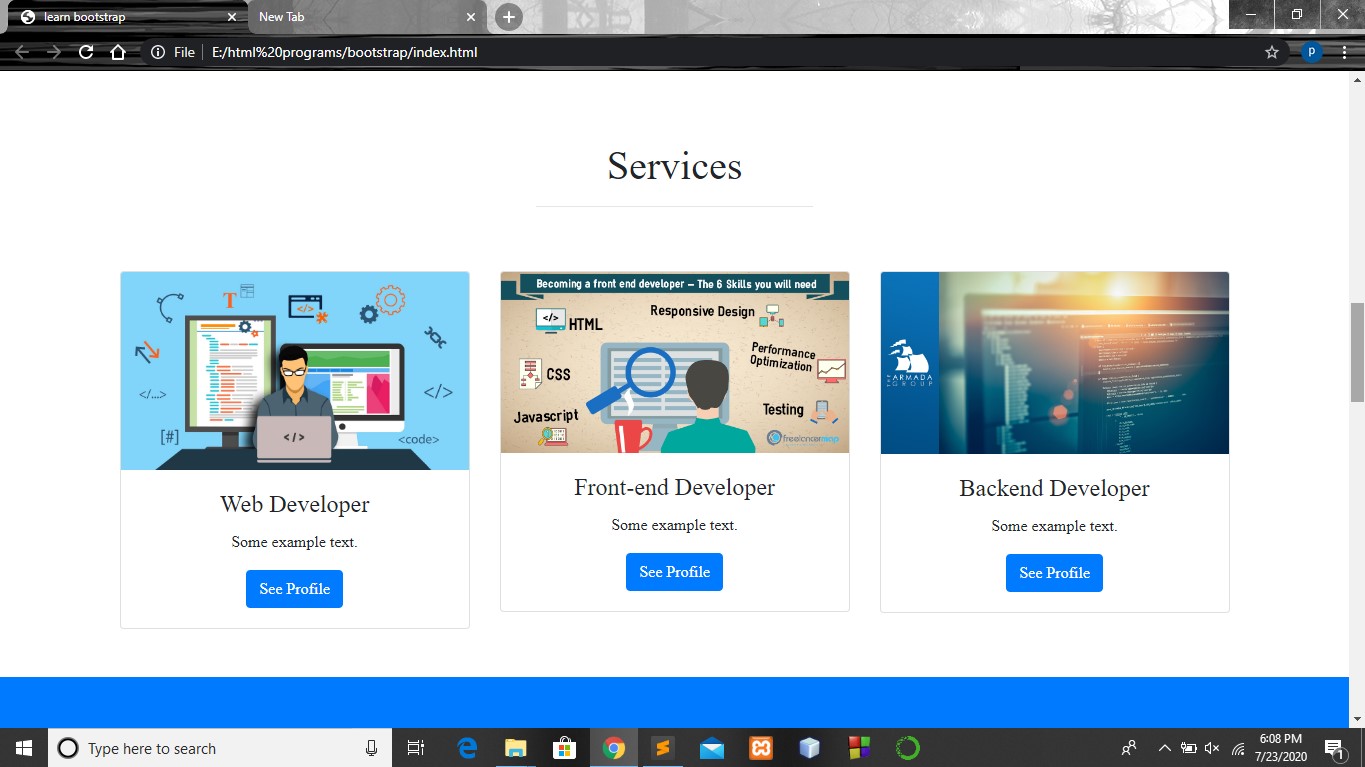 learn bootstrap
New Tab
File
E:/html%20programs/bootstrap/index.html
p
Services
T
</>
</...>
</>
[#]
</>
<code>
Becoming a front end developer – The 6 Skills you will need
</> HTML
Responsive Design
CSS
Performance
Optimization
Javascript
Testing
freelancermap
THE
ARMADA
GROUP
Web Developer
Some example text.
See Profile
Front-end Developer
Some example text.
See Profile
Backend Developer
Some example text.
See Profile
Type here to search
6:08 PM
7/23/2020
1